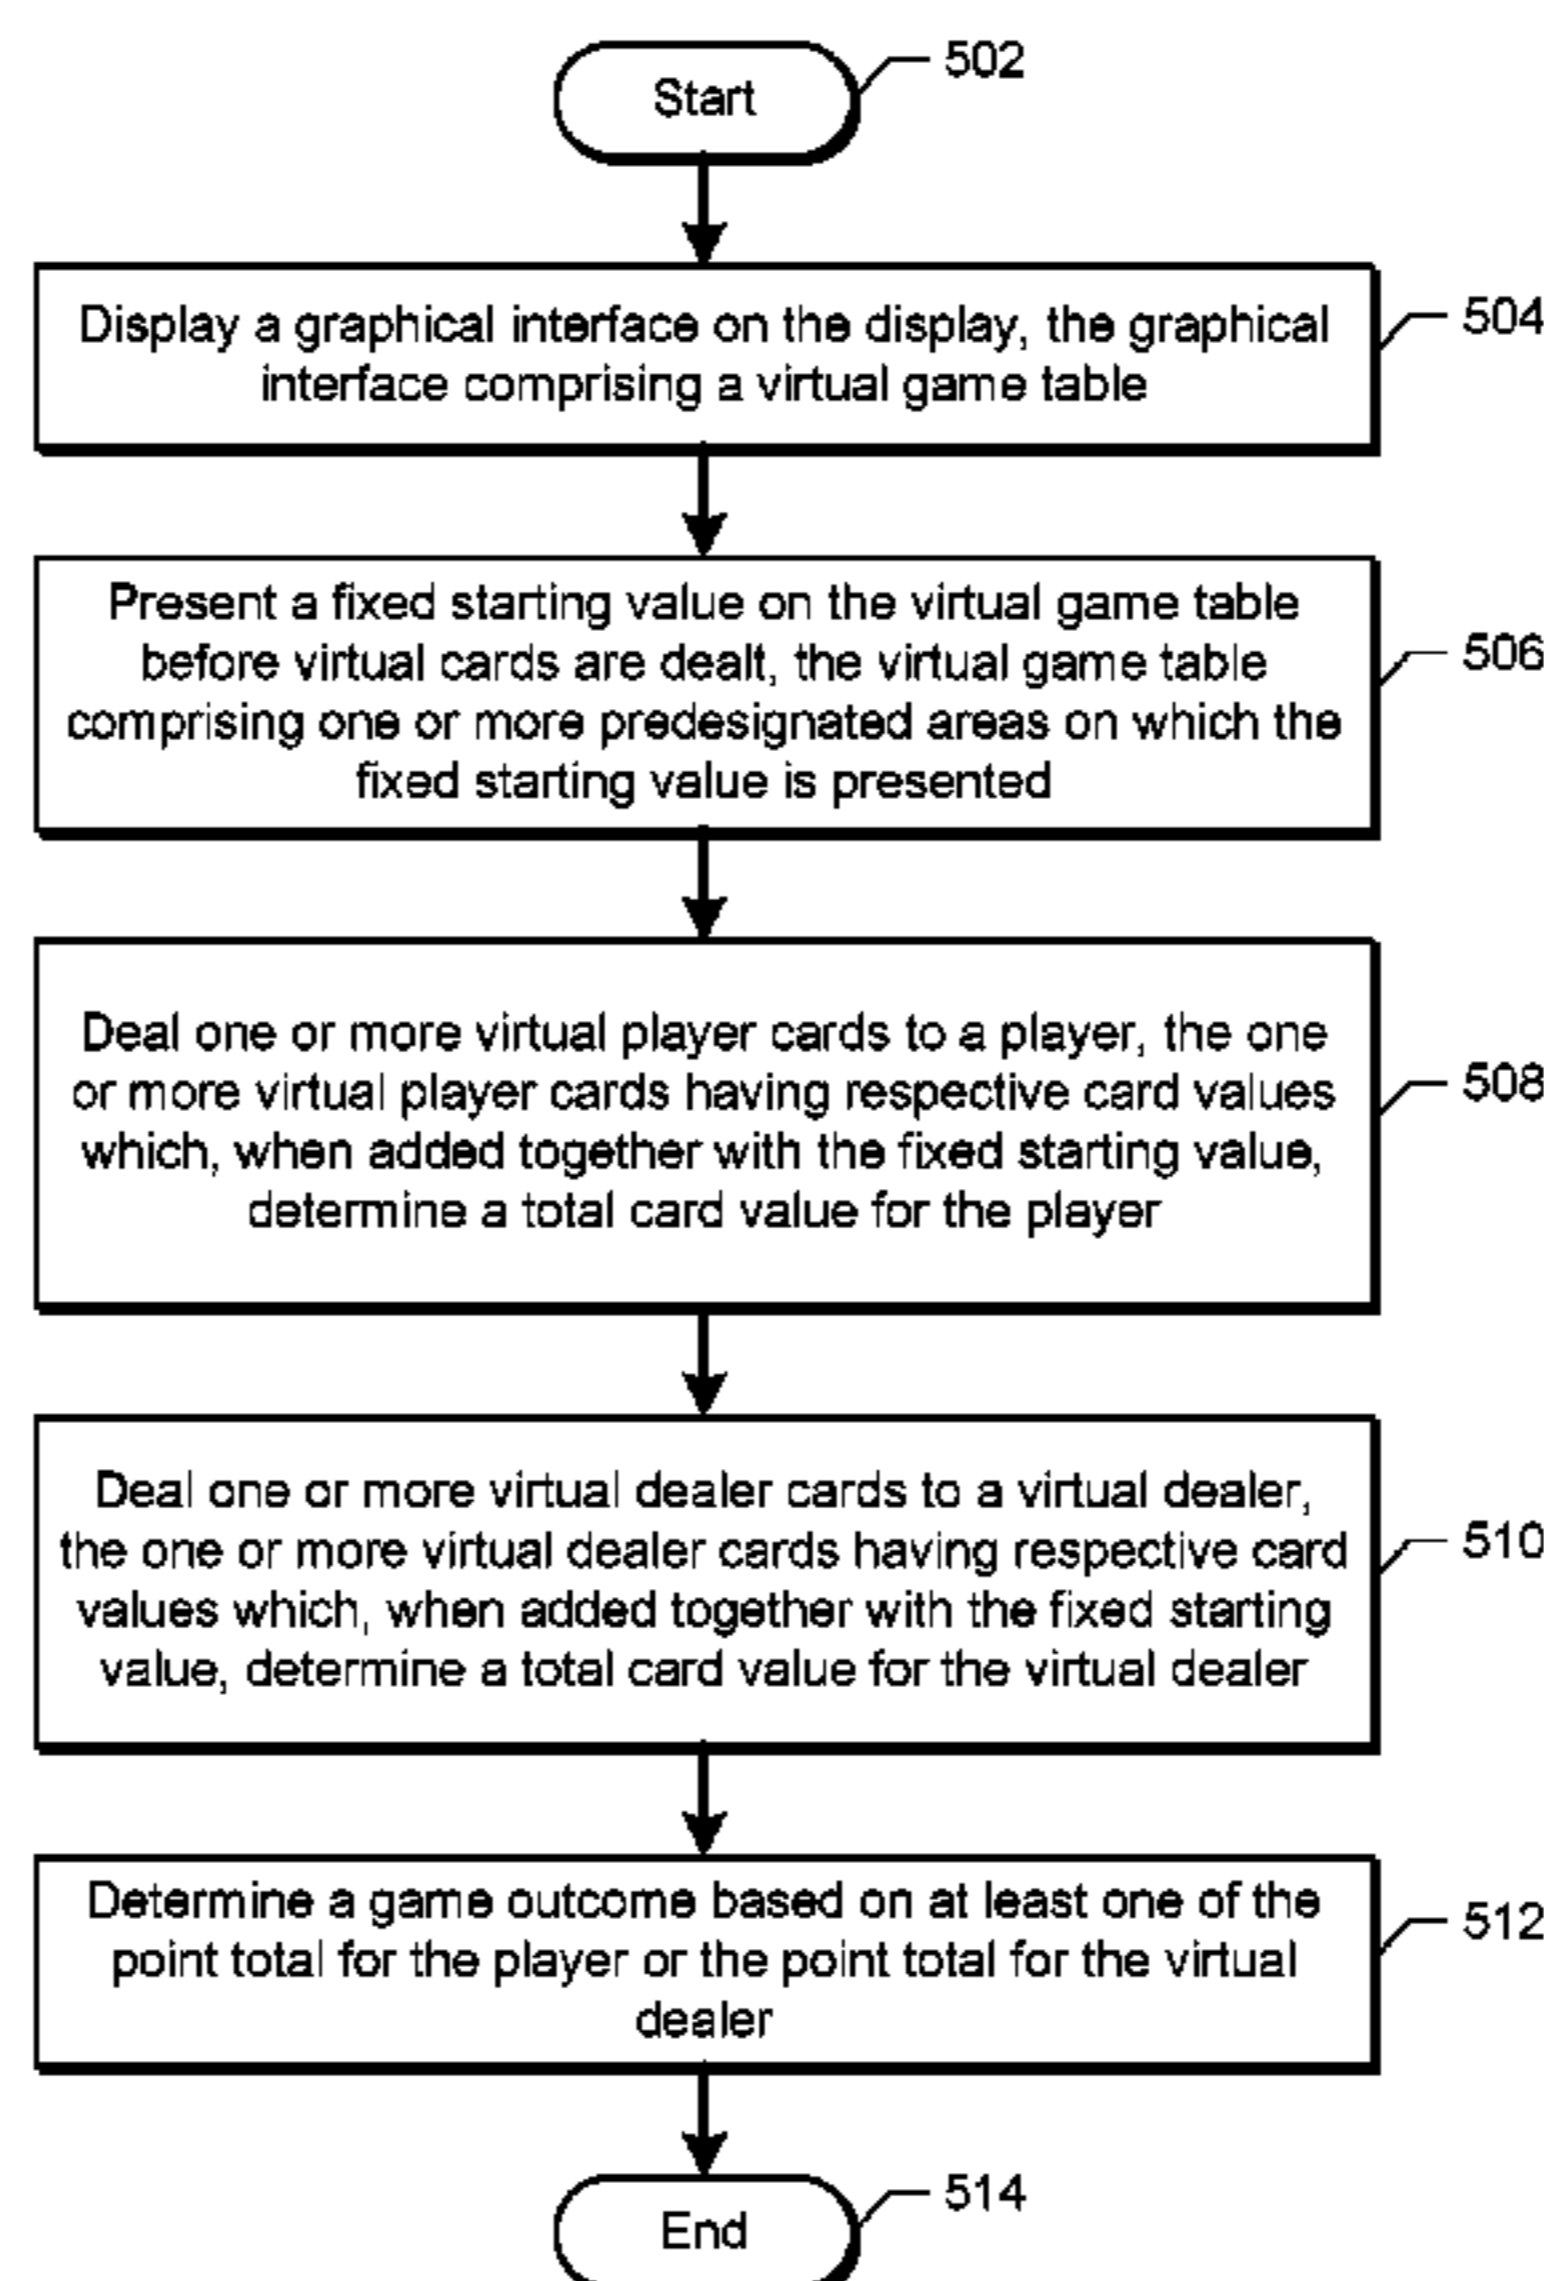 Start
502
Display a graphical interface on the display, the graphical
interface comprising a virtual game table
504
Present a fixed starting value on the virtual game table
before virtual cards are dealt, the virtual game table
comprising one or more predesignated areas on which the
fixed starting value is presented
506
Deal one or more virtual player cards to a player, the one
or more virtual player cards having respective card values
which, when added together with the fixed starting value,
determine a total card value for the player
508
Deal one or more virtual dealer cards to a virtual dealer,
the one or more virtual dealer cards having respective card
values which, when added together with the fixed starting
value, determine a total card value for the virtual dealer
510
Determine a game outcome based on at least one of the
point total for the player or the point total for the virtual
dealer
512
End
514